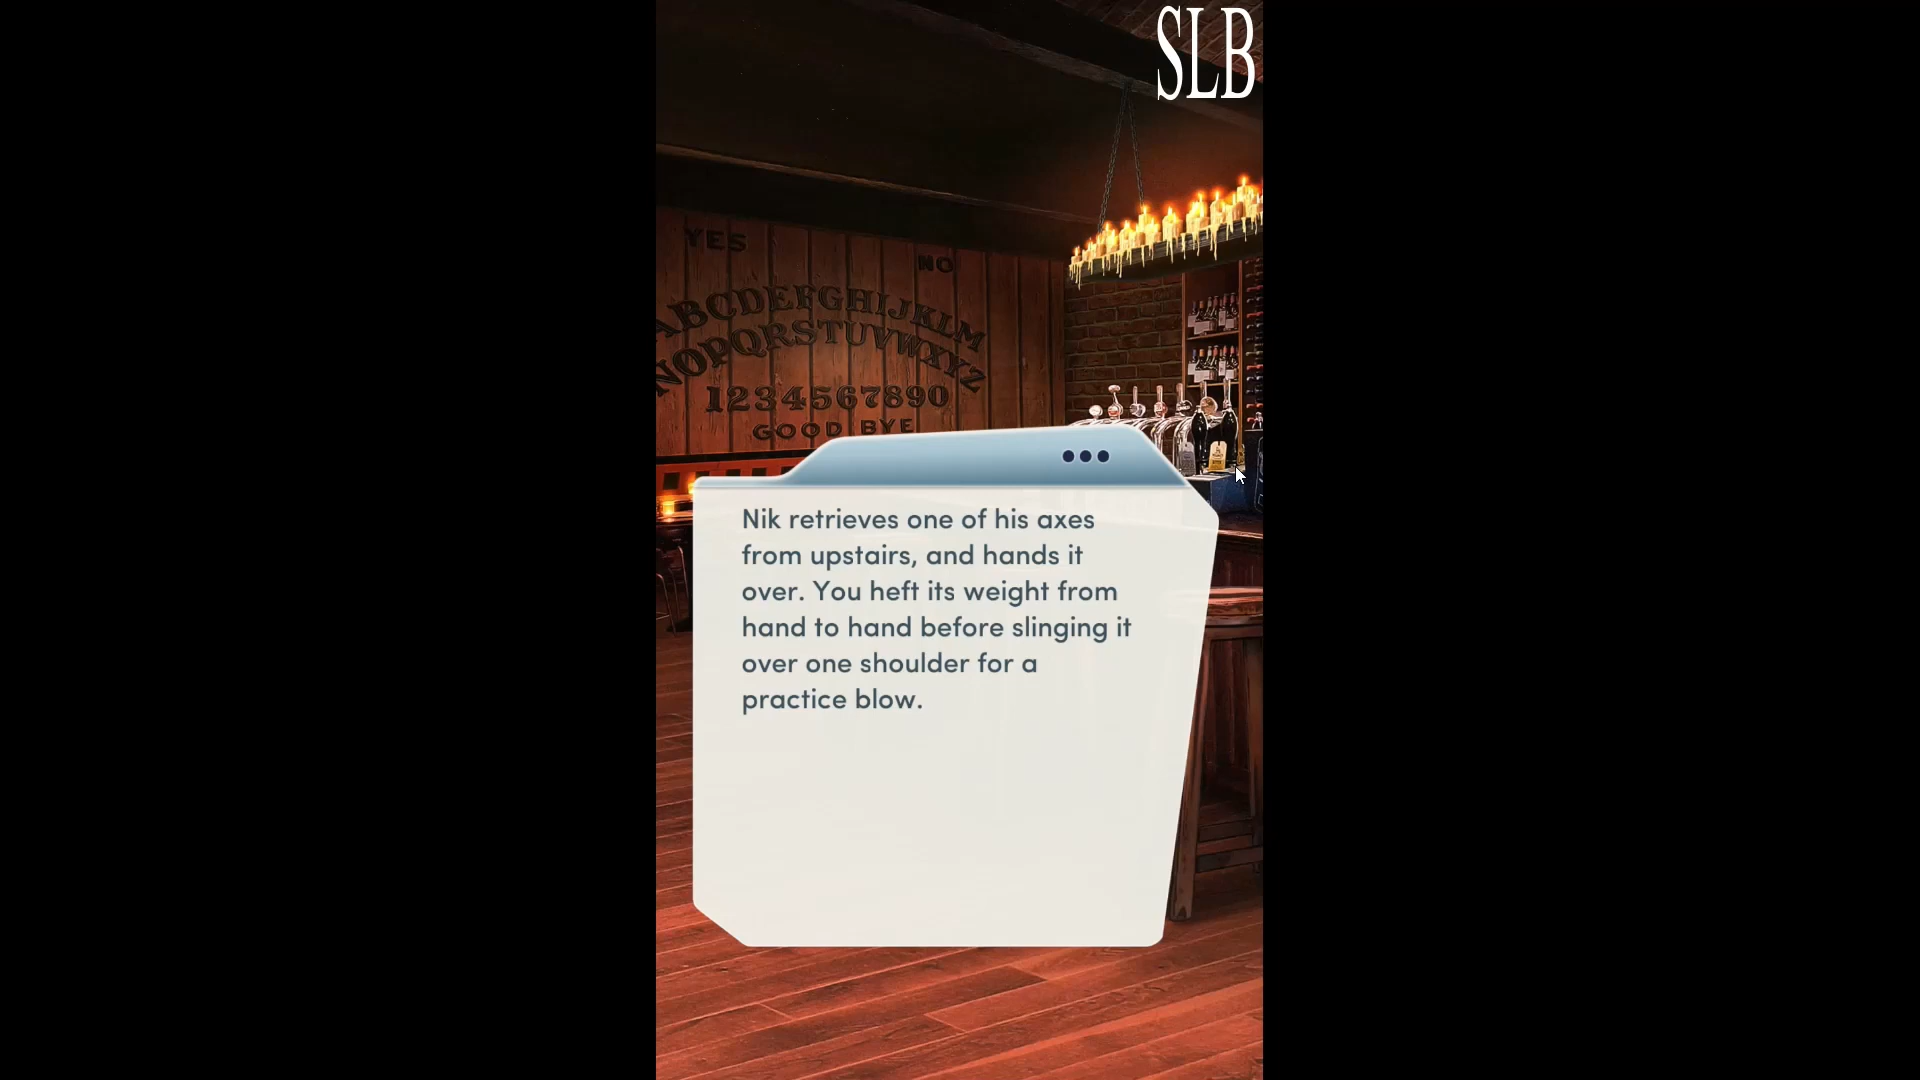 SLB
YES
NO
ABCDEFGHIJKLM
NOPQRSTUVWXYZ
1234567890
GOOD BYE
Nik retrieves one of his axes
from upstairs, and hands it
over. You heft its weight from
hand to hand before slinging it
over one shoulder for a
practice blow.